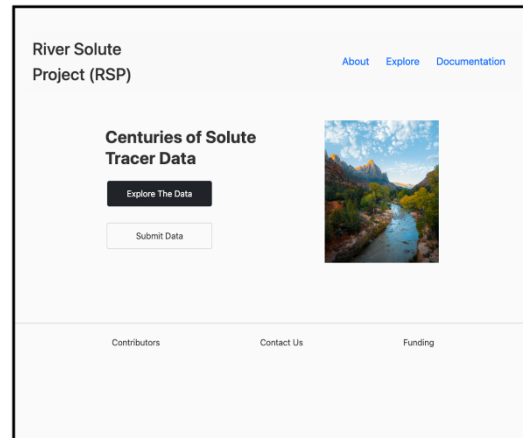 River Solute
Project (RSP)
About Explore Documentation
Centuries of Solute
Tracer Data
Explore The Data
Submit Data
Contributors Contact Us Funding